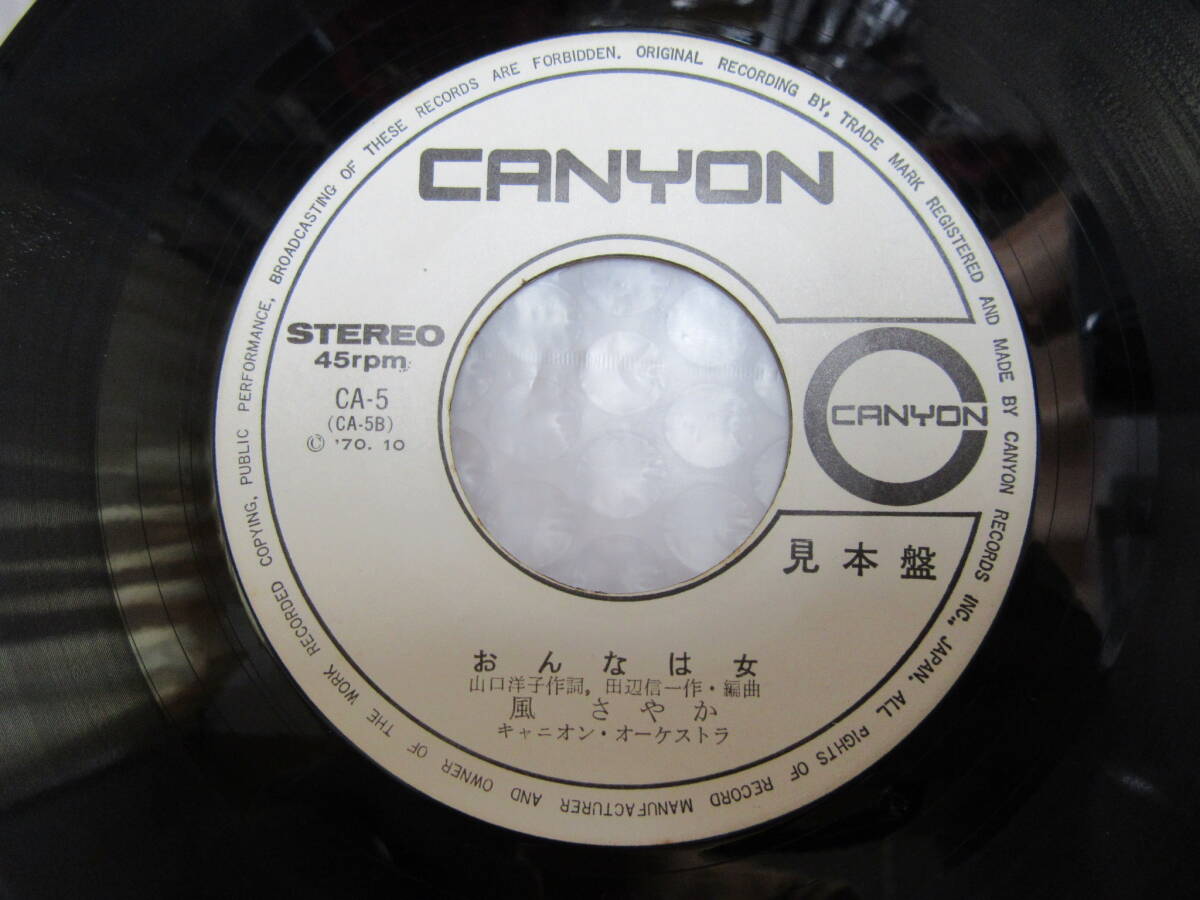 CANYON
STEREO
45rpm
CA-5
(CA-5B)
© '70. 10
CANYON
見本盤
おんなは女
山口洋子作詞, 田辺信一作・編曲
風 さやか
キャニオン・オーケストラ
ORIGINAL RECORDING BY, TRADE MARK REGISTERED AND MADE BY CANYON RECORDS INC., JAPAN. ALL RIGHTS OF RECORD MANUFACTURER AND OWNER OF THE WORK RECORDED COPYING, PUBLIC PERFORMANCE, BROADCASTING OF THESE RECORDS ARE FORBIDDEN.